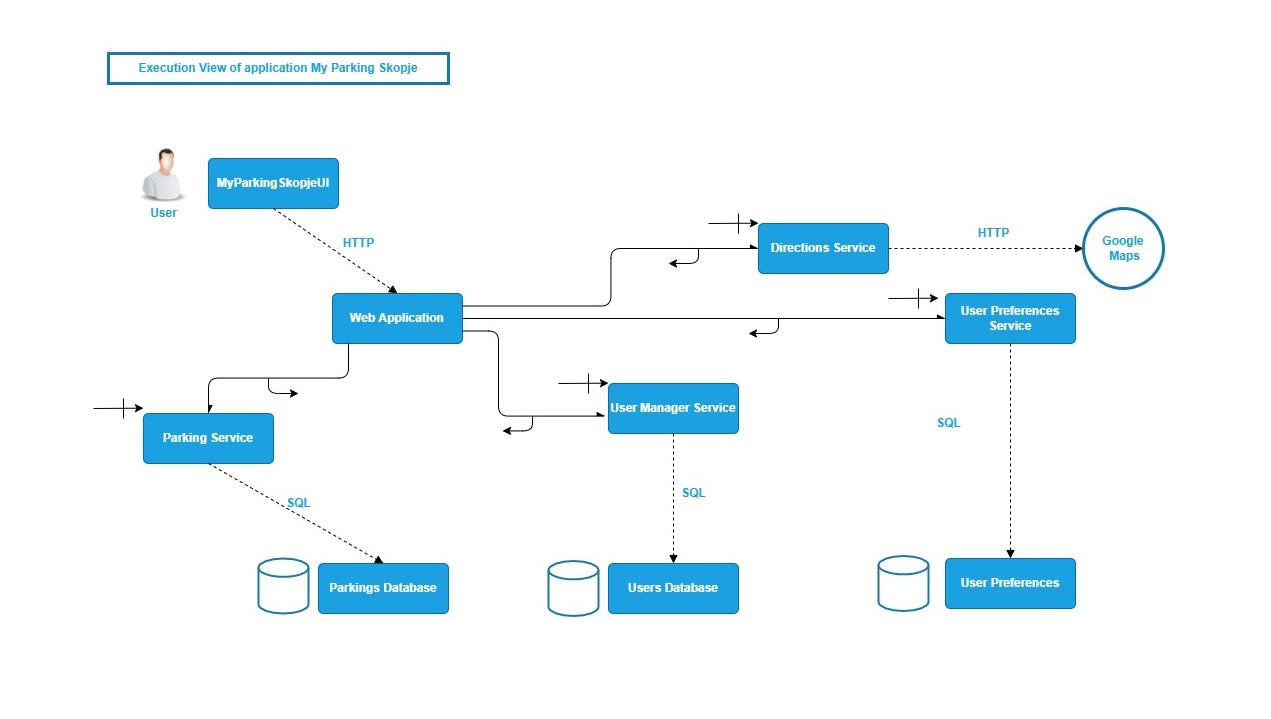 Execution View of application My Parking Skopje
User
MyParkingSkopjeUI
HTTP
Web Application
Directions Service
HTTP
Google
Maps
User Preferences
Service
User Manager Service
Parking Service
SQL
SQL
SQL
Parkings Database
Users Database
User Preferences